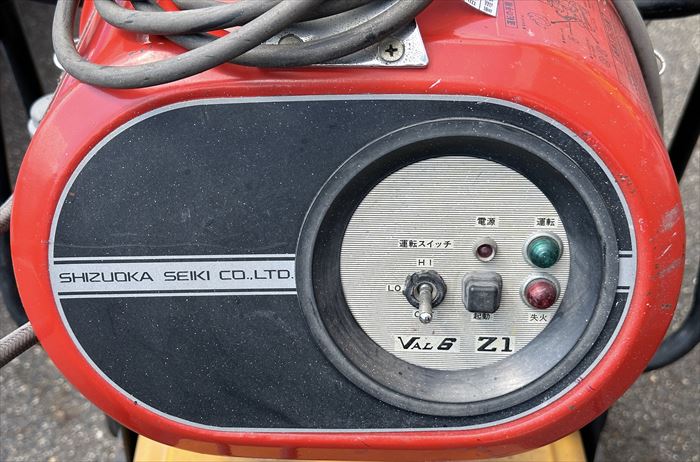 SHIZUOKA SEIKI CO.,LTD.
電源
運転
運転スイッチ
HI
LO
起動
失火
VAL6 Z1